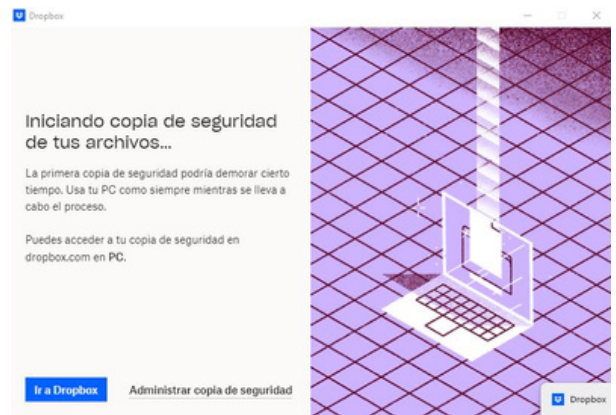 Dropbox
Iniciando copia de seguridad
de tus archivos...
La primera copia de seguridad podría demorar cierto
tiempo. Usa tu PC como siempre mientras se lleva a
cabo el proceso.
Puedes acceder a tu copia de seguridad en
dropbox.com en PC.
Ir a Dropbox Administrar copia de seguridad
Dropbox